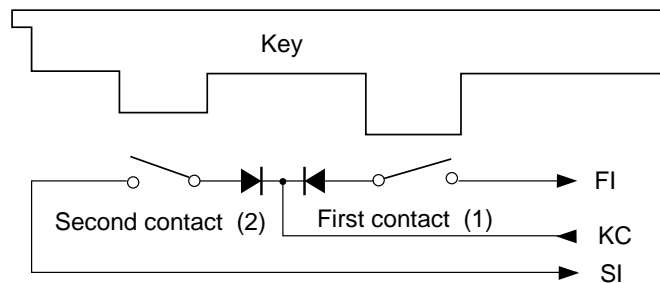 Key
FI
Second contact (2)
First contact (1)
KC
SI